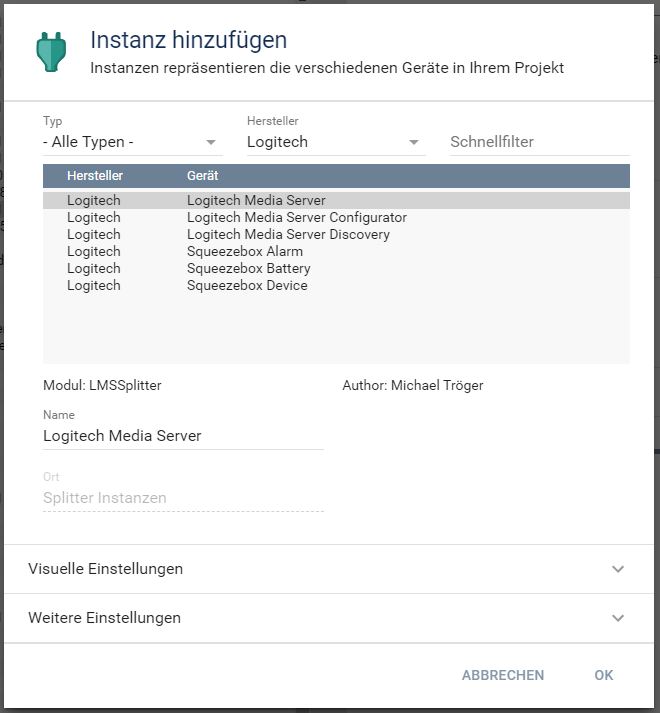 Instanz hinzufügen
Instanzen repräsentieren die verschiedenen Geräte in Ihrem Projekt
Typ Hersteller
- Alle Typen - Logitech Schnellfilter
Hersteller Gerät
Logitech Logitech Media Server
Logitech Logitech Media Server Configurator
Logitech Logitech Media Server Discovery
Logitech Squeezebox Alarm
Logitech Squeezebox Battery
Logitech Squeezebox Device
Modul: LMSSplitter Author: Michael Tröger
Name
Logitech Media Server
Ort
Splitter Instanzen
Visuelle Einstellungen
Weitere Einstellungen
ABBRECHEN OK